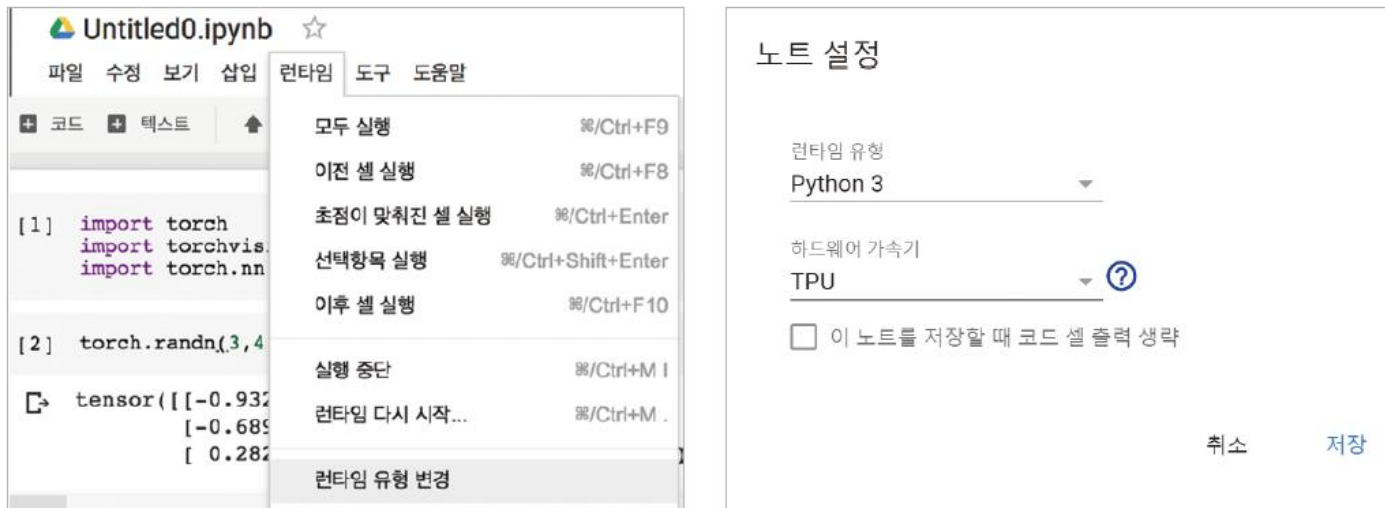 Untitled0.ipynb
파일 수정 보기 삽입 런타임 도구 도움말
코드 텍스트
모두 실행 ⌘/Ctrl+F9
이전 셀 실행 ⌘/Ctrl+F8
초점이 맞춰진 셀 실행 ⌘/Ctrl+Enter
선택항목 실행 ⌘/Ctrl+Shift+Enter
이후 셀 실행 ⌘/Ctrl+F10
실행 중단 ⌘/Ctrl+M I
런타임 다시 시작... ⌘/Ctrl+M .
런타임 유형 변경
[1] import torch
import torchvis
import torch.nn
[2] torch.randn(3,4
tensor([[-0.932
[-0.689
[ 0.282
노트 설정
런타임 유형
Python 3
하드웨어 가속기
TPU ?
이 노트를 저장할 때 코드 셀 출력 생략
취소 저장